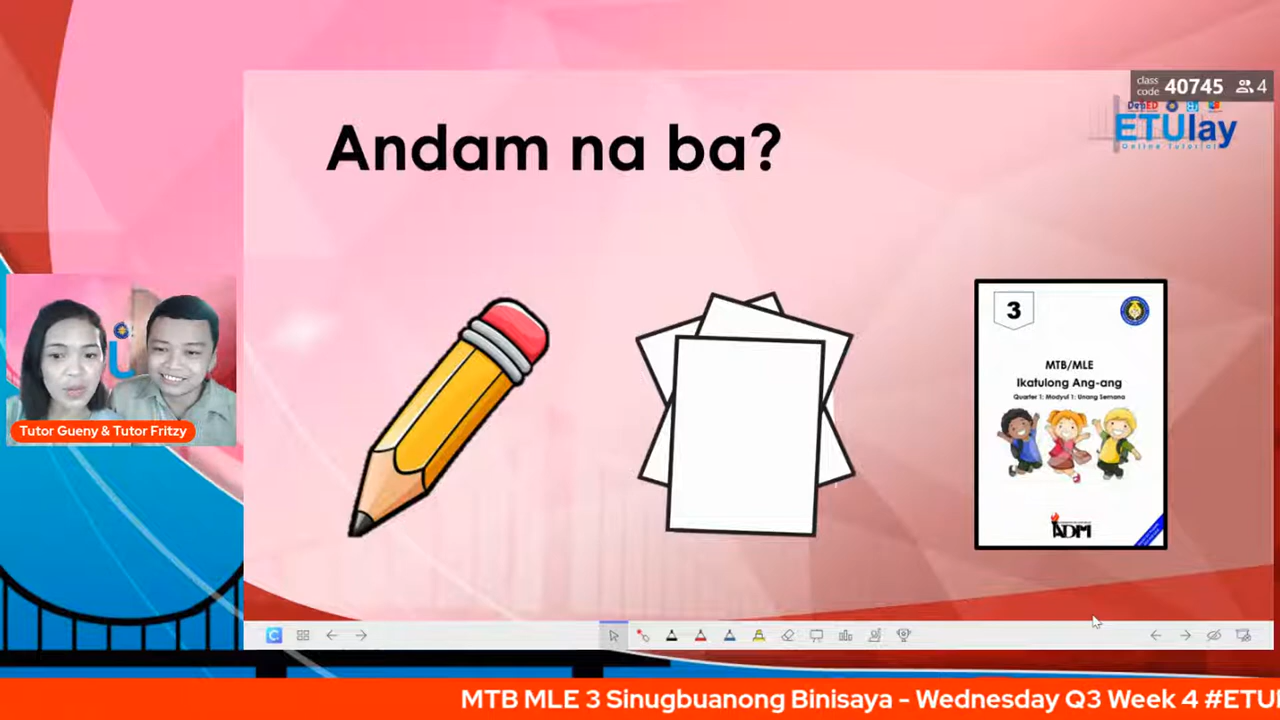 class
code 40745 4
DepED
ETUlay
Online Tutorial
Andam na ba?
3
MTB/MLE
Ikatulong Ang-ang
Quarter 1: Modyul 1: Unang Semana
ADM
Tutor Gueny & Tutor Fritzy
MTB MLE 3 Sinugbuanong Binisaya - Wednesday Q3 Week 4 #ETU